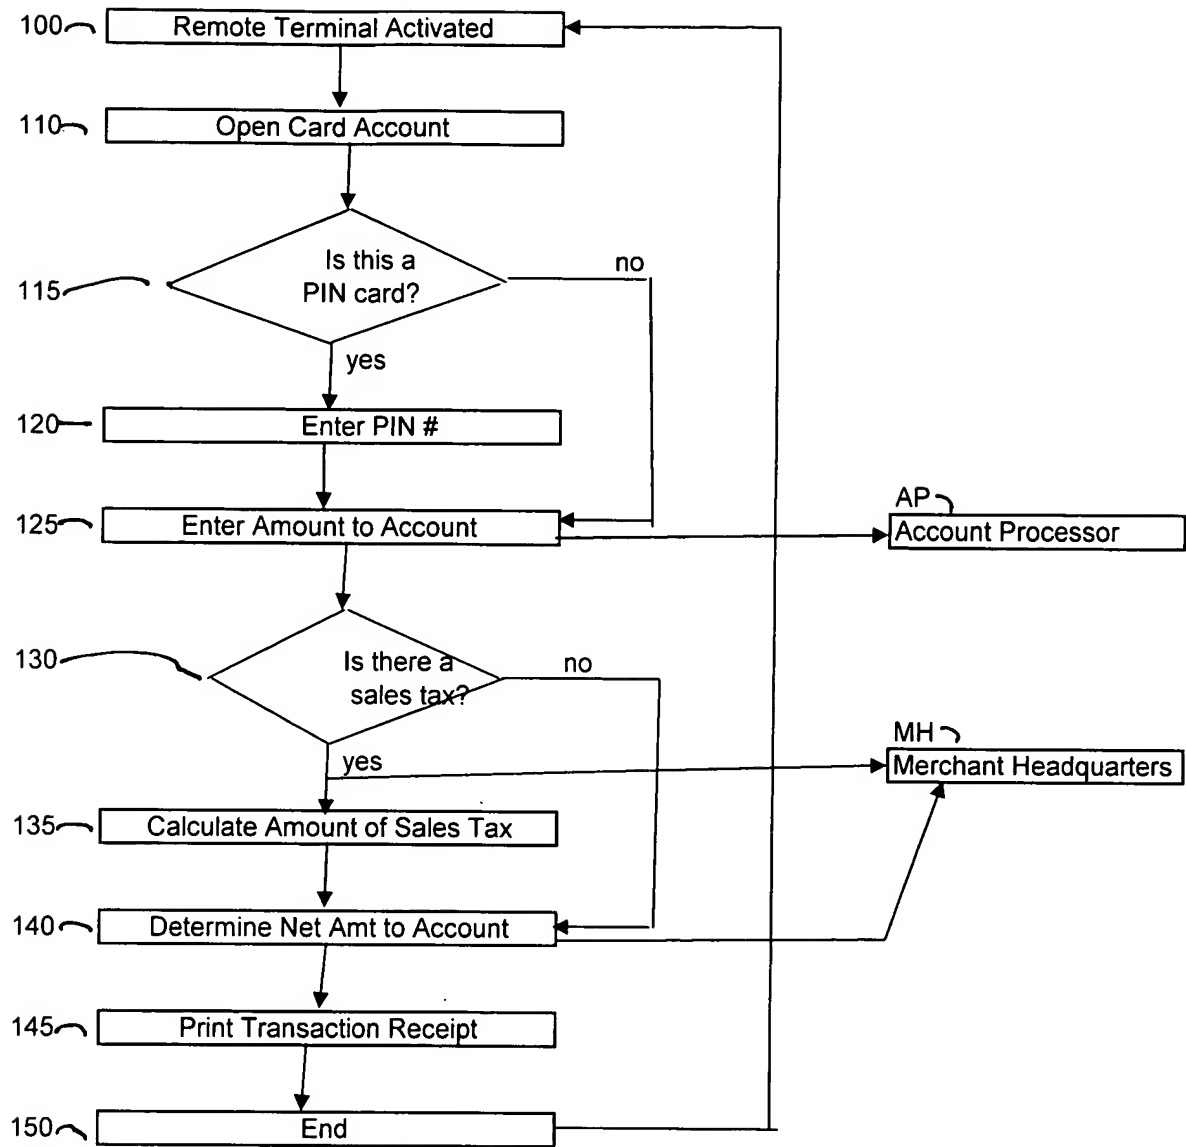 100 Remote Terminal Activated
110 Open Card Account
Is this a
115 PIN card?
no
yes
120 Enter PIN #
125 Enter Amount to Account
AP
Account Processor
130 Is there a
sales tax?
no
yes
MH
Merchant Headquarters
135 Calculate Amount of Sales Tax
140 Determine Net Amt to Account
145 Print Transaction Receipt
150 End